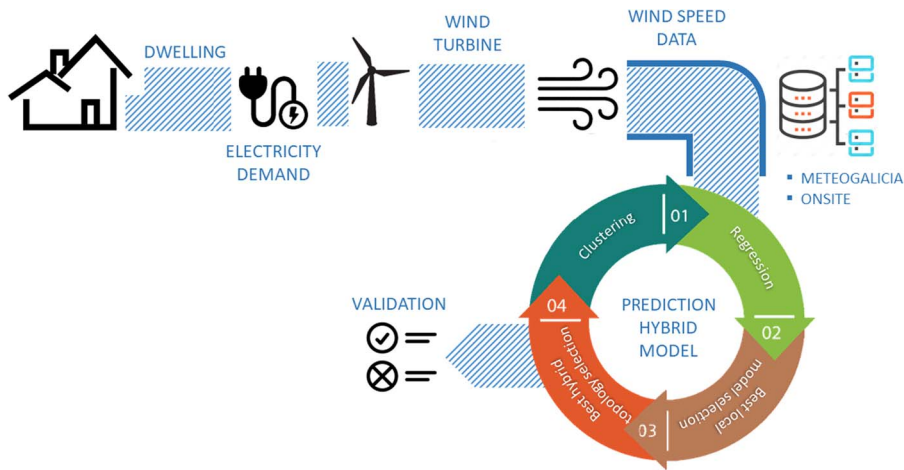 DWELLING
ELECTRICITY
DEMAND
WIND
TURBINE
WIND SPEED
DATA
METEOGALICIA
ONSITE
01
Clustering
Regression
02
Best local
model selection
03
Best hybrid
topology selection
04
PREDICTION
HYBRID
MODEL
VALIDATION